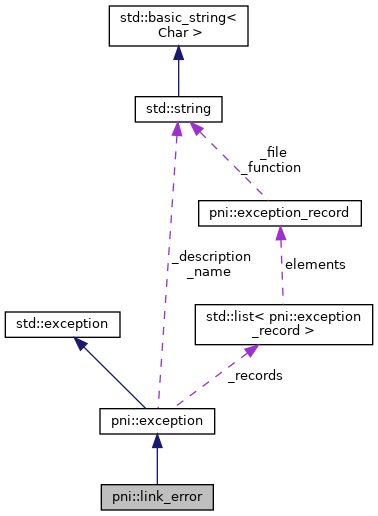 std::basic_string<
Char >
std::string
_file
_function
pni::exception_record
_description
_name
elements
std::exception
std::list< pni::exception
_record >
_records
pni::exception
pni::link_error